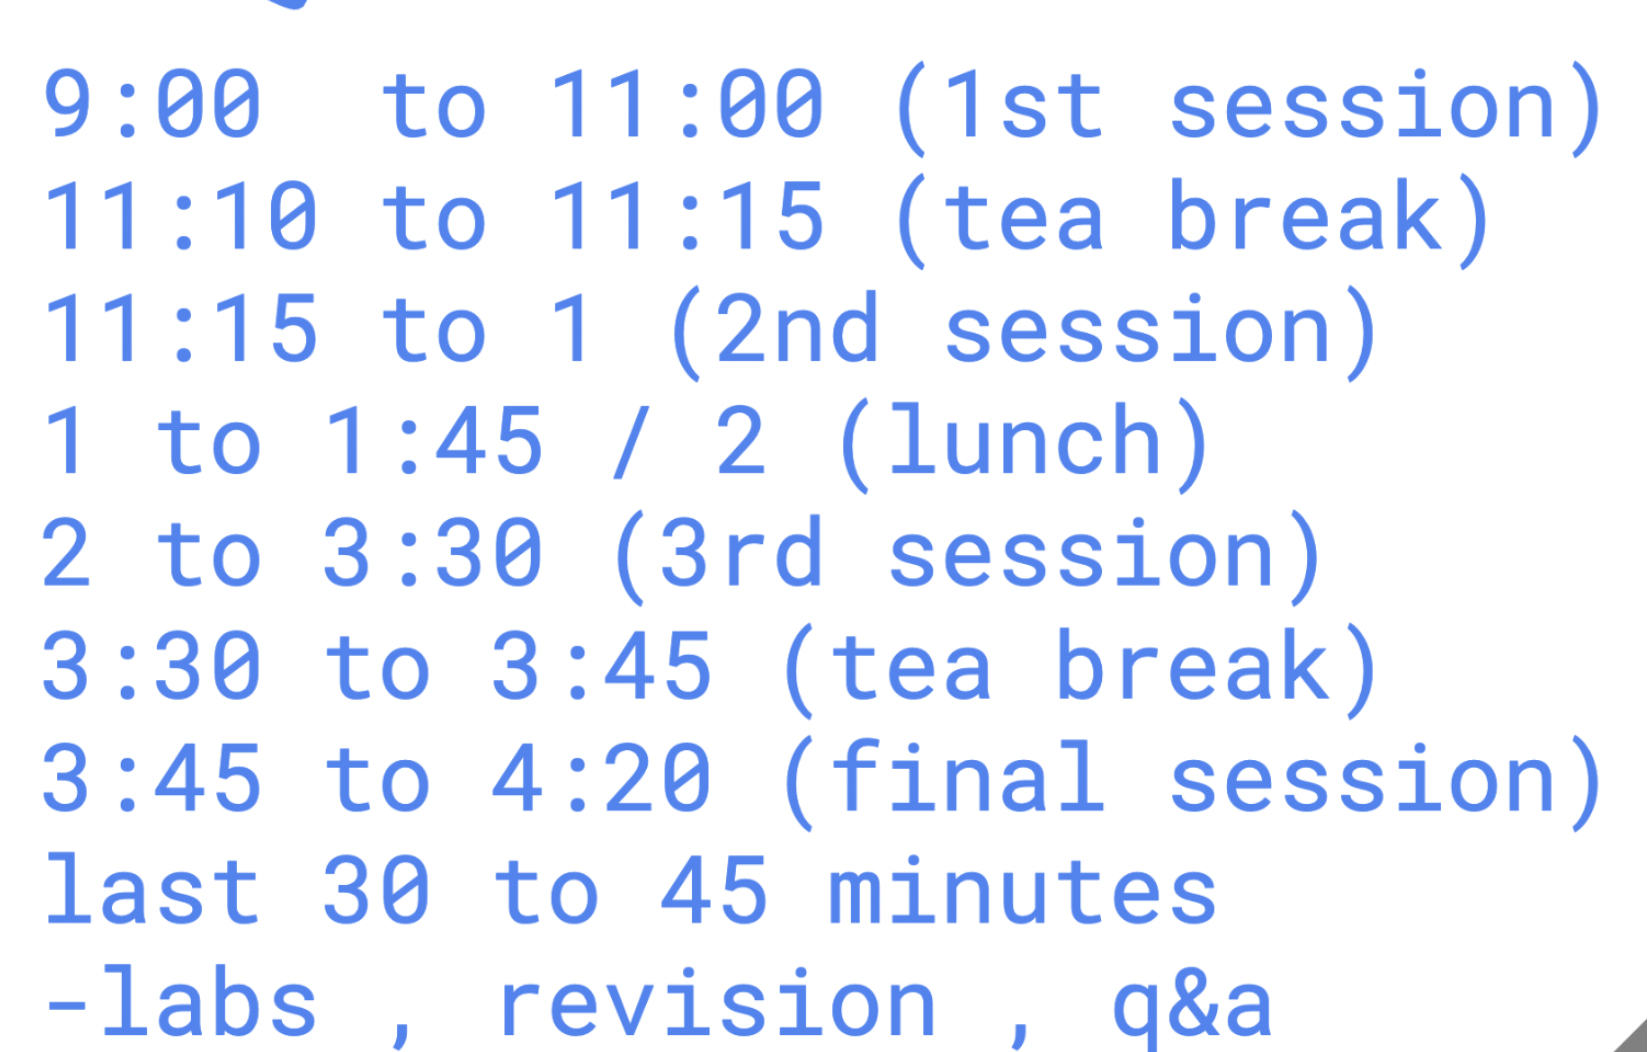 9:00  to 11:00 (1st session)
11:10 to 11:15 (tea break)
11:15 to 1 (2nd session)
1 to 1:45 / 2 (lunch)
2 to 3:30 (3rd session)
3:30 to 3:45 (tea break)
3:45 to 4:20 (final session)
last 30 to 45 minutes
-labs , revision , q&a